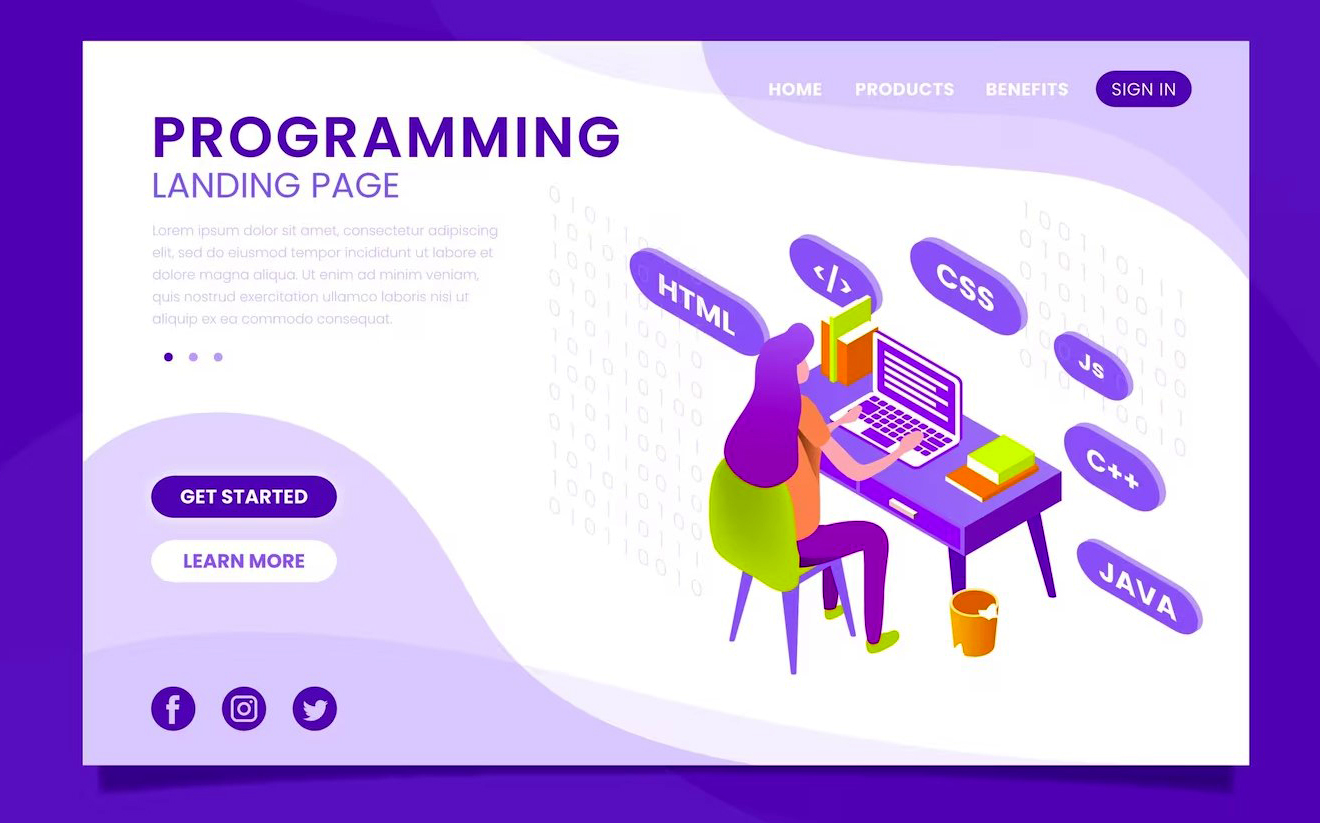 HOME PRODUCTS BENEFITS SIGN IN
PROGRAMMING
LANDING PAGE
Lorem ipsum dolor sit amet, consectetur adipiscing
elit, sed do eiusmod tempor incididunt ut labore et
dolore magna aliqua. Ut enim ad minim veniam,
quis nostrud exercitation ullamco laboris nisi ut
aliquip ex ea commodo consequat.
HTML
</>
CSS
Js
C++
JAVA
GET STARTED
LEARN MORE